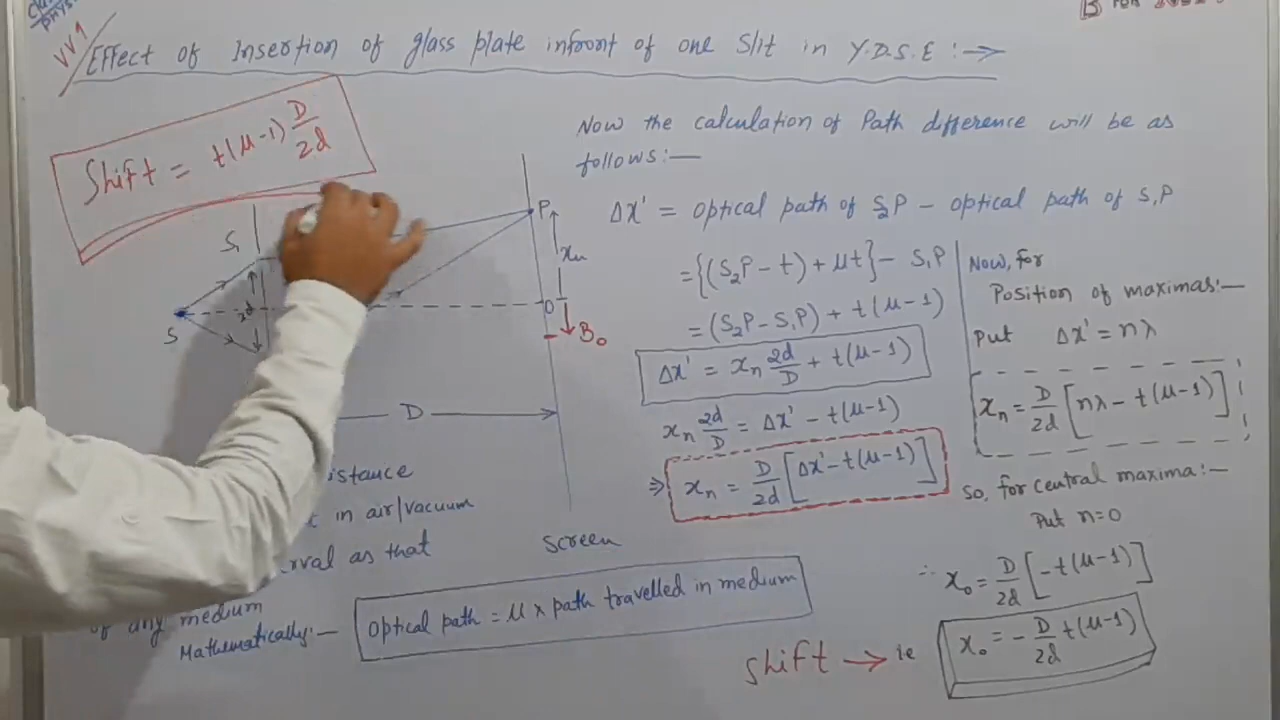 VV1
Effect of Insertion of glass plate infront of one Slit in Y.D.S.E :→
Shift = t(μ-1) D/2d
Now the calculation of Path difference will be as
follows:—
Δx' = optical path of S₂P - optical path of S₁P
= {(S₂P - t) + μt} - S₁P
= (S₂P - S₁P) + t(μ-1)
Δx' = xn 2d/D + t(μ-1)
xn 2d/D = Δx' - t(μ-1)
⇒ xn = D/2d [Δx' - t(μ-1)]
Now, for
Position of maximas:—
Put Δx' = nλ
xn = D/2d [nλ - t(μ-1)]
So, for central maxima:—
Put n=0
∴ x₀ = D/2d [-t(μ-1)]
shift → ie x₀ = - D/2d t(μ-1)
S₁
S
2d
P
xn
O
B₀
D
Screen
istance
in air/vacuum
rval as that
of any medium
Mathematically:— Optical path = μ × path travelled in medium